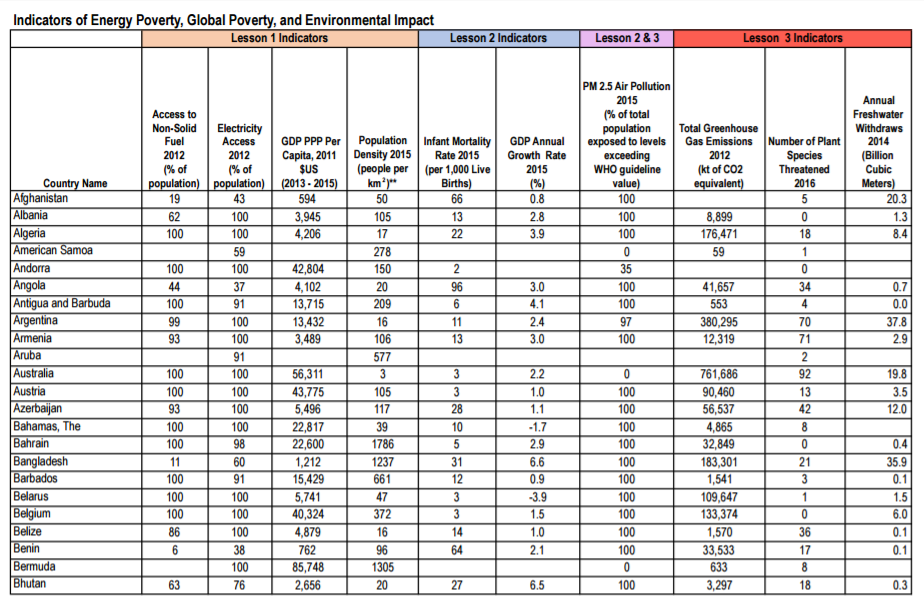 Indicators of Energy Poverty, Global Poverty, and Environmental Impact
Lesson 1 Indicators Lesson 2 Indicators Lesson 2 & 3 Lesson 3 Indicators
Country Name
Access to
Non-Solid
Fuel
2012
(% of
population)
Electricity
Access
2012
(% of
population)
GDP PPP Per
Capita, 2011
$US
(2013 - 2015)
Population
Density 2015
(people per
km²)**
Infant Mortality
Rate 2015
(per 1,000 Live
Births)
GDP Annual
Growth Rate
2015
(%)
PM 2.5 Air Pollution
2015
(% of total
population
exposed to levels
exceeding
WHO guideline
value)
Total Greenhouse
Gas Emissions
2012
(kt of CO2
equivalent)
Number of Plant
Species
Threatened
2016
Annual
Freshwater
Withdraws
2014
(Billion
Cubic
Meters)
Afghanistan 19 43 594 50 66 0.8 100 5 20.3
Albania 62 100 3,945 105 13 2.8 100 8,899 0 1.3
Algeria 100 100 4,206 17 22 3.9 100 176,471 18 8.4
American Samoa 59 278 0 59 1
Andorra 100 100 42,804 150 2 35 0
Angola 44 37 4,102 20 96 3.0 100 41,657 34 0.7
Antigua and Barbuda 100 91 13,715 209 6 4.1 100 553 4 0.0
Argentina 99 100 13,432 16 11 2.4 97 380,295 70 37.8
Armenia 93 100 3,489 106 13 3.0 100 12,319 71 2.9
Aruba 91 577 2
Australia 100 100 56,311 3 3 2.2 0 761,686 92 19.8
Austria 100 100 43,775 105 3 1.0 100 90,460 13 3.5
Azerbaijan 93 100 5,496 117 28 1.1 100 56,537 42 12.0
Bahamas, The 100 100 22,817 39 10 -1.7 100 4,865 8
Bahrain 100 98 22,600 1786 5 2.9 100 32,849 0 0.4
Bangladesh 11 60 1,212 1237 31 6.6 100 183,301 21 35.9
Barbados 100 91 15,429 661 12 0.9 100 1,541 3 0.1
Belarus 100 100 5,741 47 3 -3.9 100 109,647 1 1.5
Belgium 100 100 40,324 372 3 1.5 100 133,374 0 6.0
Belize 86 100 4,879 16 14 1.0 100 1,570 36 0.1
Benin 6 38 762 96 64 2.1 100 33,533 17 0.1
Bermuda 100 85,748 1305 0 633 8
Bhutan 63 76 2,656 20 27 6.5 100 3,297 18 0.3